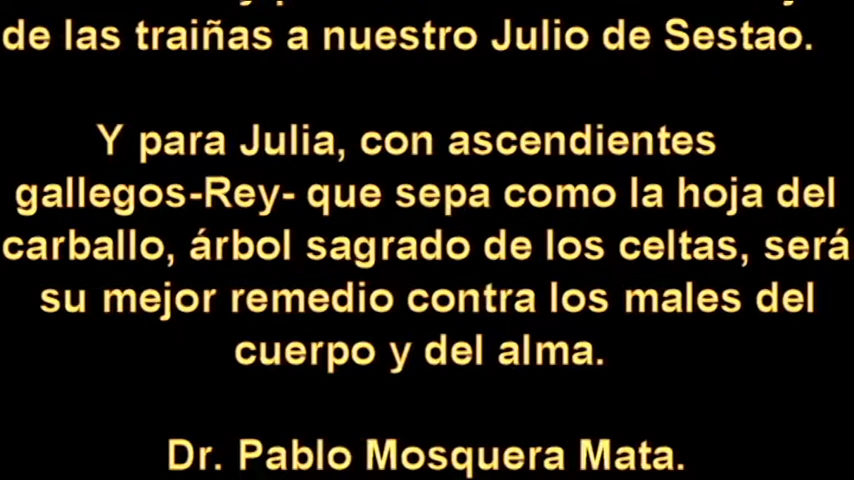 de las traiñas a nuestro Julio de Sestao.
Y para Julia, con ascendientes
gallegos-Rey- que sepa como la hoja del
carballo, árbol sagrado de los celtas, será
su mejor remedio contra los males del
cuerpo y del alma.
Dr. Pablo Mosquera Mata.